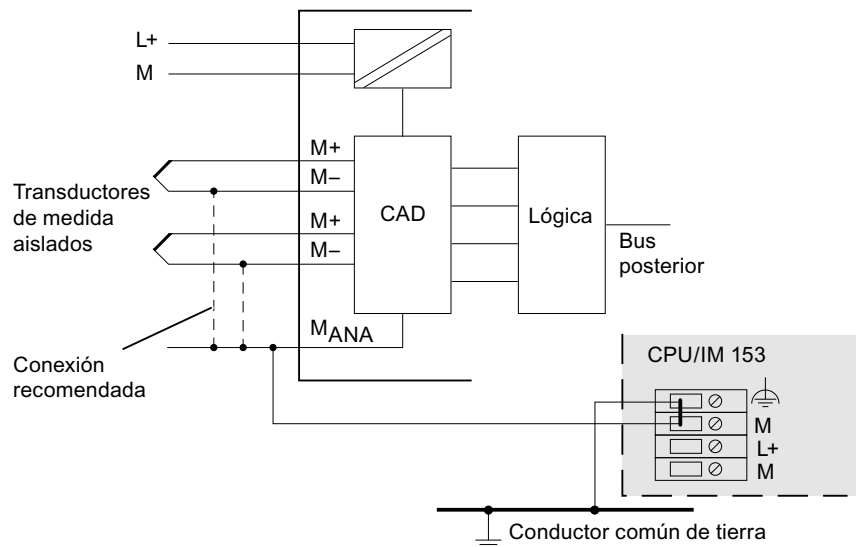 L+
M
M+
M–
M+
M–
Transductores
de medida
aislados
CAD
Lógica
Bus
posterior
MANA
Conexión
recomendada
CPU/IM 153
M
L+
M
Conductor común de tierra